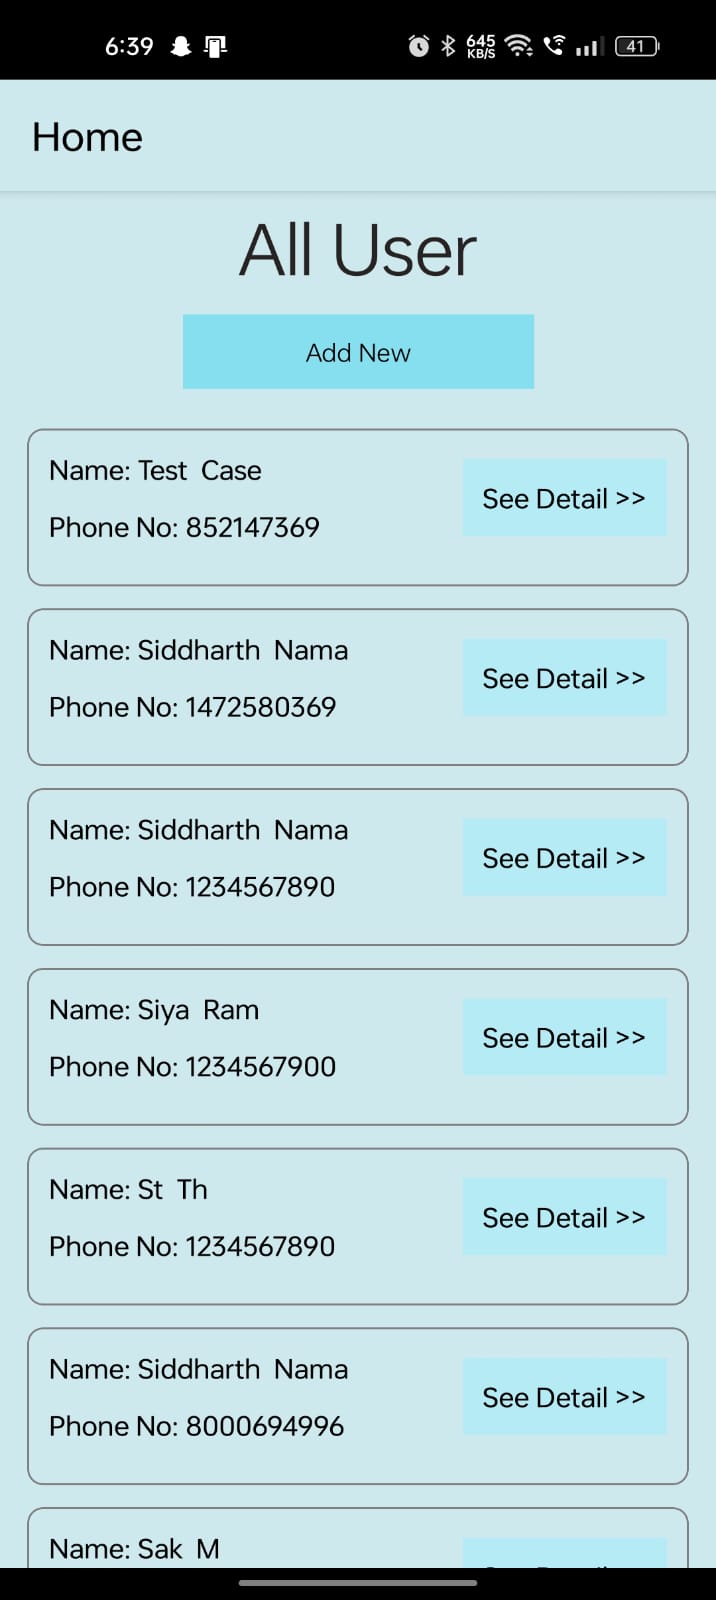 6:39 645 KB/S 41
Home
All User
Add New
Name: Test  Case
See Detail >>
Phone No: 852147369
Name: Siddharth  Nama
See Detail >>
Phone No: 1472580369
Name: Siddharth  Nama
See Detail >>
Phone No: 1234567890
Name: Siya  Ram
See Detail >>
Phone No: 1234567900
Name: St  Th
See Detail >>
Phone No: 1234567890
Name: Siddharth  Nama
See Detail >>
Phone No: 8000694996
Name: Sak  M